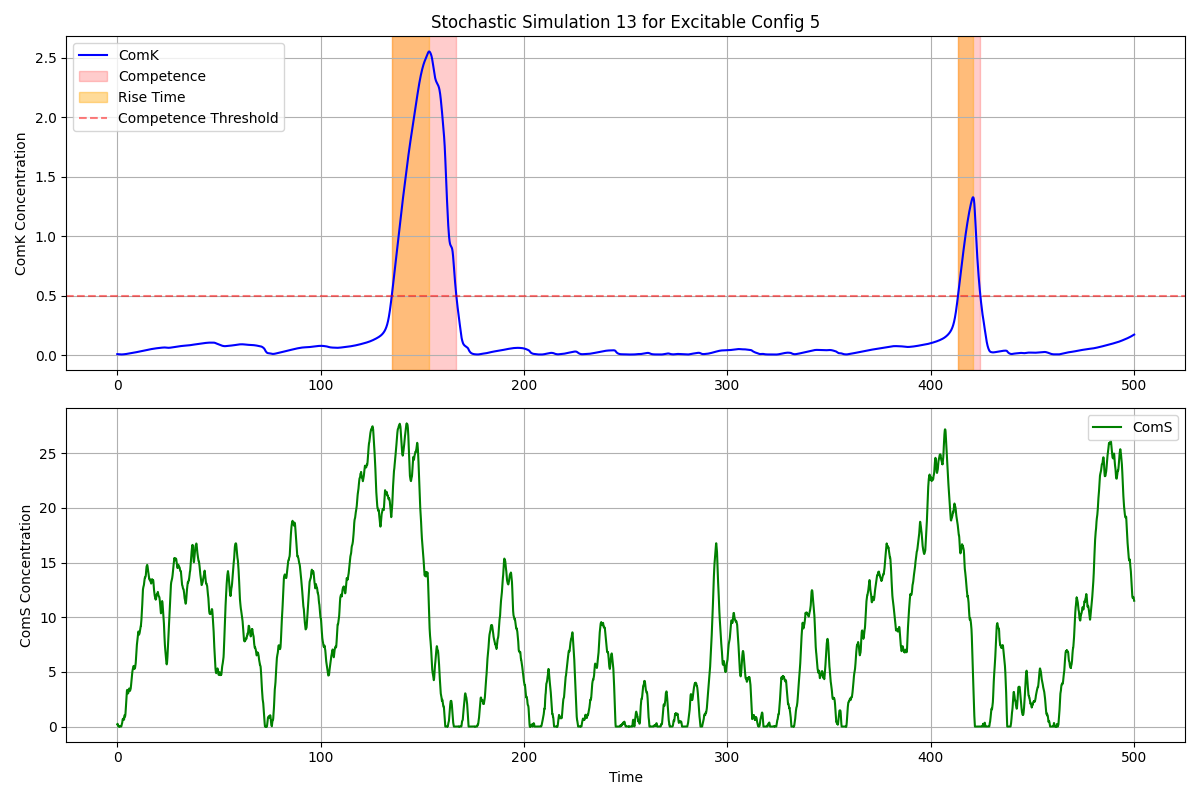 Stochastic Simulation 13 for Excitable Config 5
ComK
Competence
Rise Time
Competence Threshold
ComK Concentration
2.5
2.0
1.5
1.0
0.5
0.0
0 100 200 300 400 500
ComS
ComS Concentration
25
20
15
10
5
0
0 100 200 300 400 500
Time